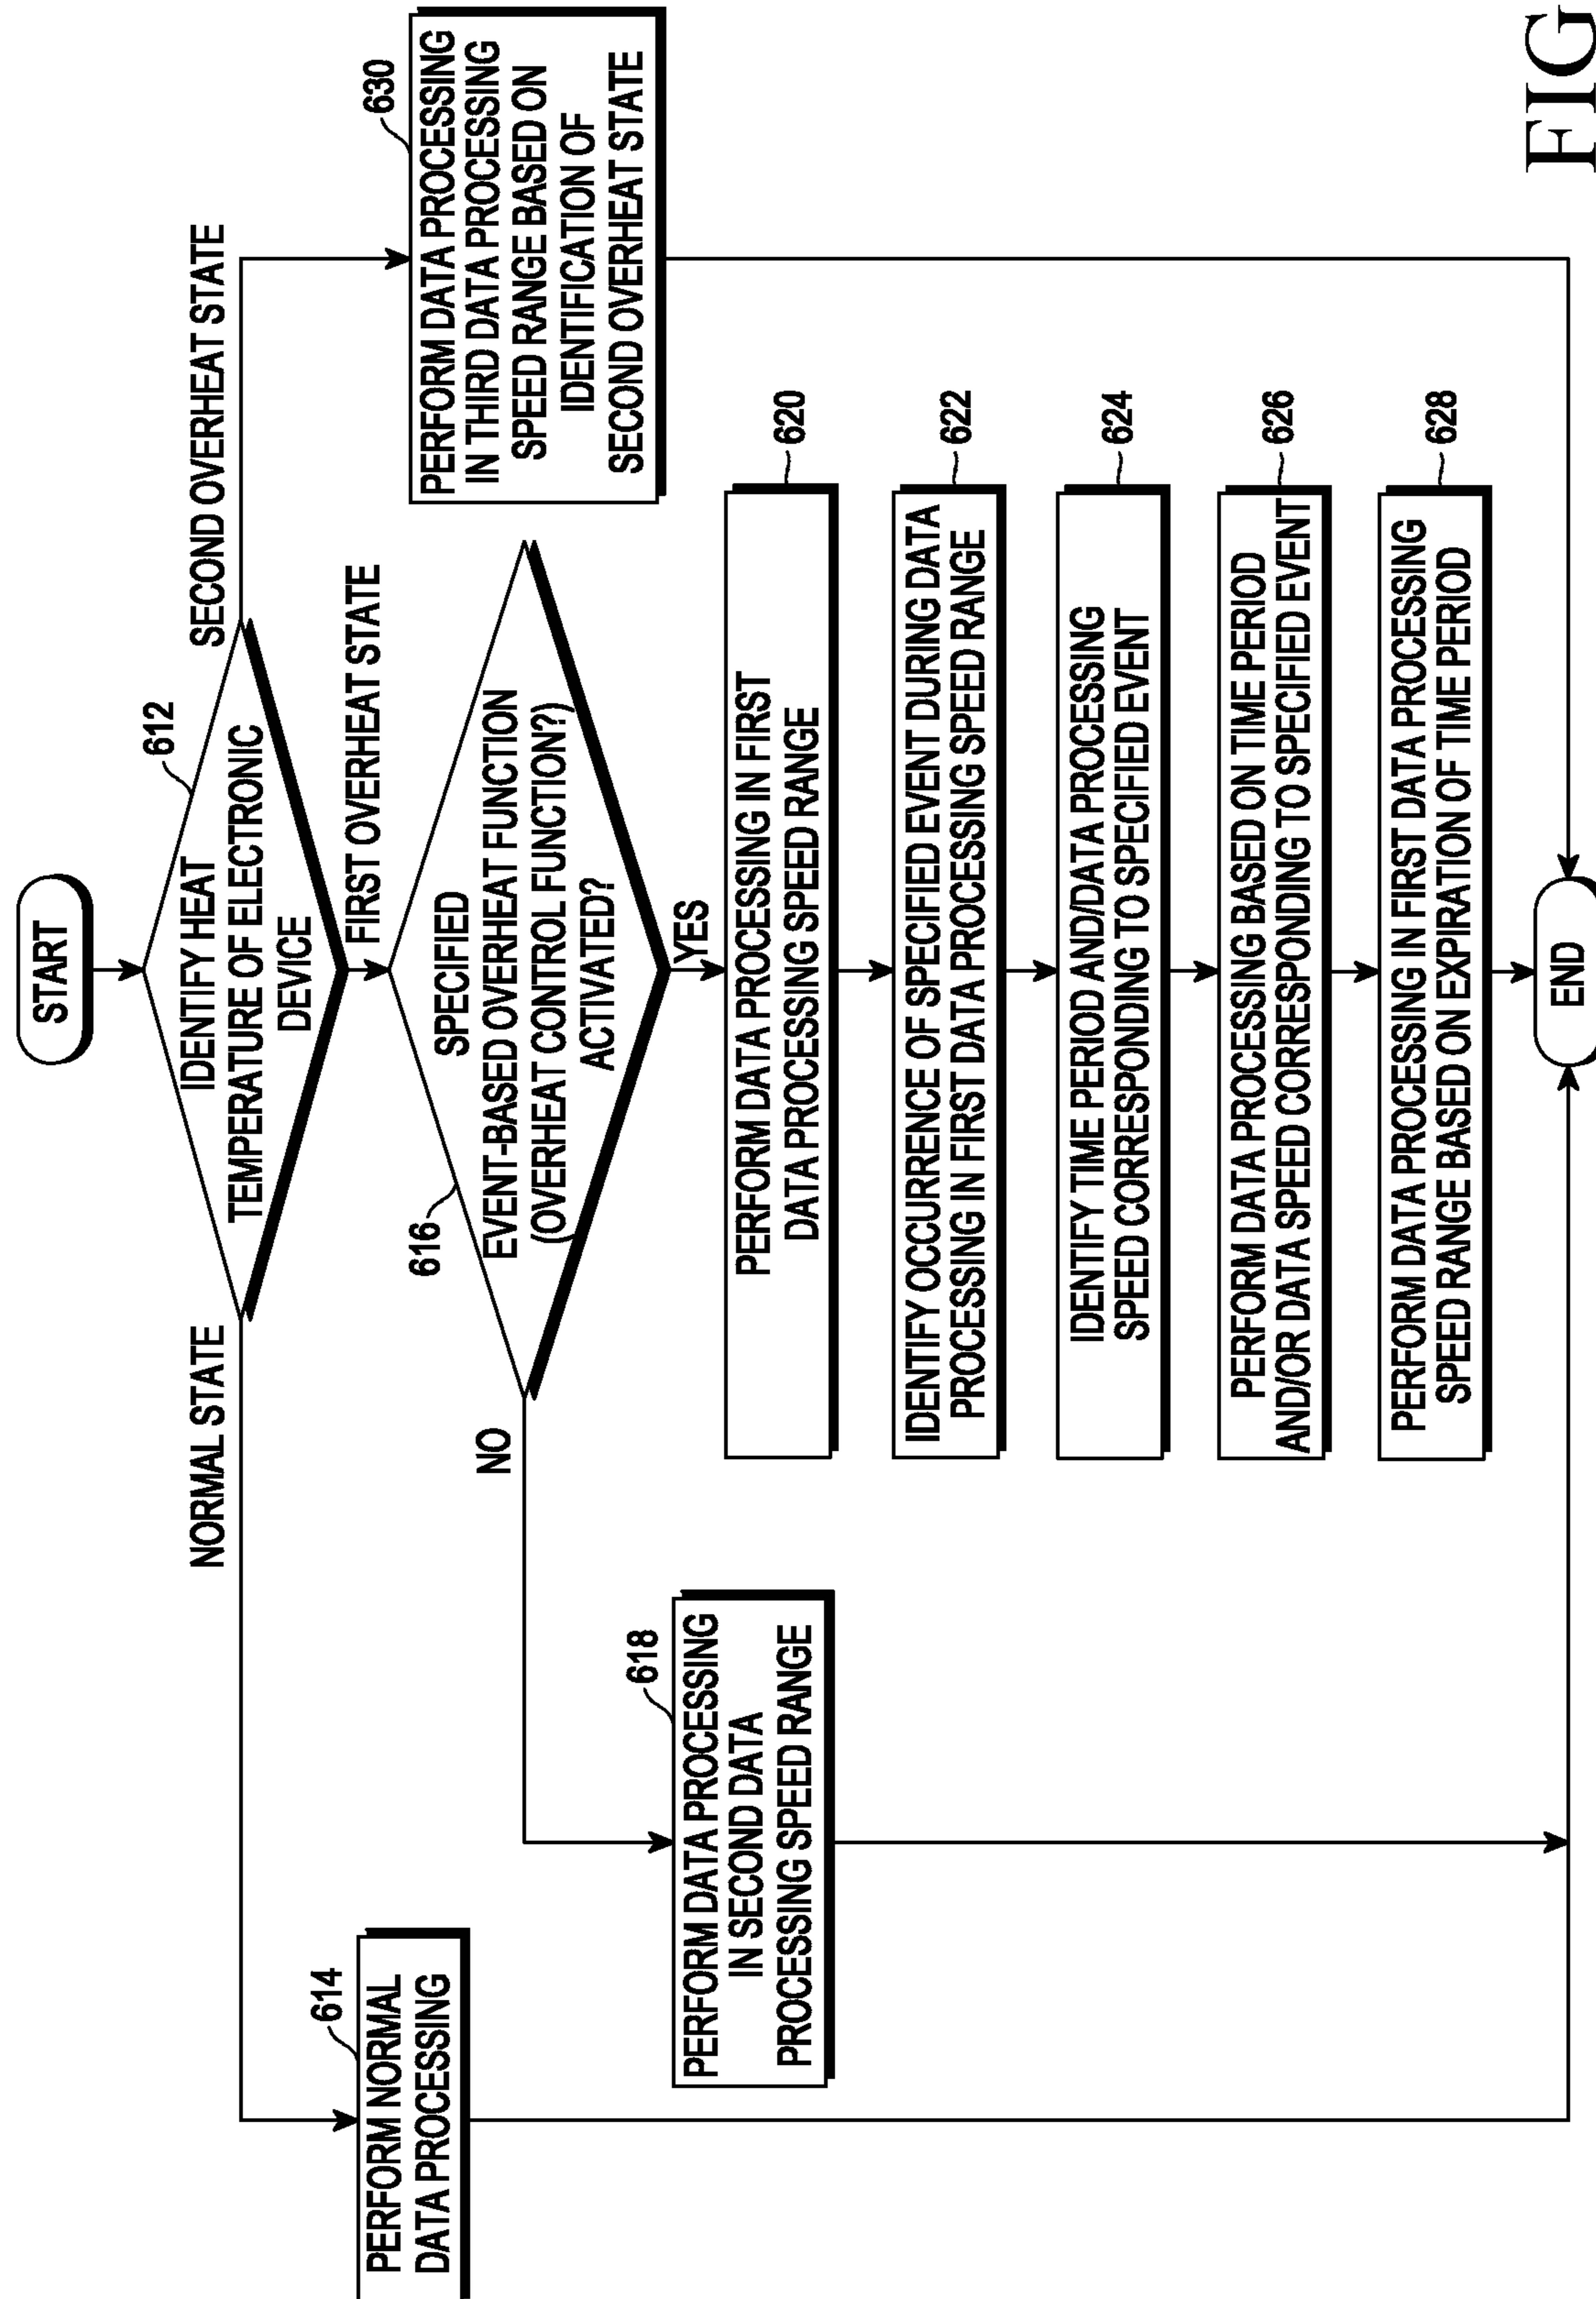 START
612
IDENTIFY HEAT
TEMPERATURE OF ELECTRONIC
DEVICE
NORMAL STATE
SECOND OVERHEAT STATE
FIRST OVERHEAT STATE
614
PERFORM NORMAL
DATA PROCESSING
616
SPECIFIED
EVENT-BASED OVERHEAT FUNCTION
(OVERHEAT CONTROL FUNCTION?)
ACTIVATED?
NO
YES
630
PERFORM DATA PROCESSING
IN THIRD DATA PROCESSING
SPEED RANGE BASED ON
IDENTIFICATION OF
SECOND OVERHEAT STATE
618
PERFORM DATA PROCESSING
IN SECOND DATA
PROCESSING SPEED RANGE
620
PERFORM DATA PROCESSING IN FIRST
DATA PROCESSING SPEED RANGE
622
IDENTIFY OCCURRENCE OF SPECIFIED EVENT DURING DATA
PROCESSING IN FIRST DATA PROCESSING SPEED RANGE
624
IDENTIFY TIME PERIOD AND/DATA PROCESSING
SPEED CORRESPONDING TO SPECIFIED EVENT
626
PERFORM DATA PROCESSING BASED ON TIME PERIOD
AND/OR DATA SPEED CORRESPONDING TO SPECIFIED EVENT
628
PERFORM DATA PROCESSING IN FIRST DATA PROCESSING
SPEED RANGE BASED ON EXPIRATION OF TIME PERIOD
END
FIG